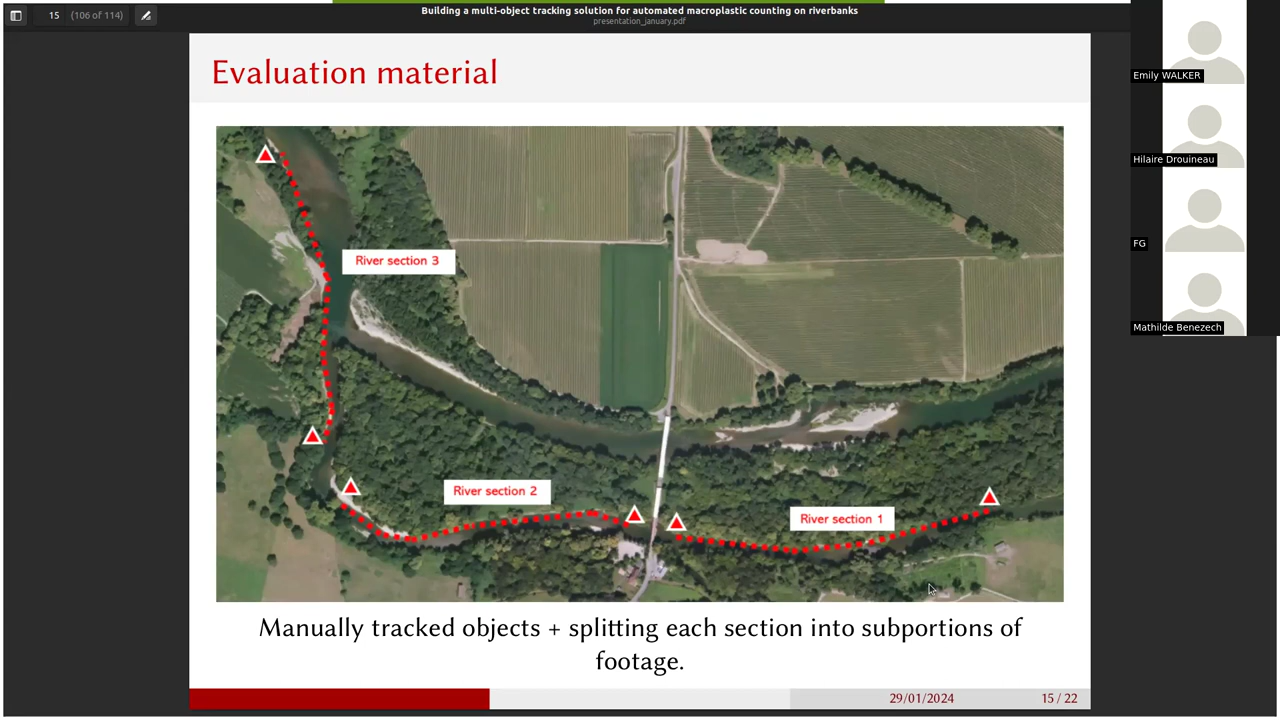 15 (106 of 114)
Building a multi-object tracking solution for automated macroplastic counting on riverbanks
presentation_january.pdf
Evaluation material
River section 3
River section 2
River section 1
Manually tracked objects + splitting each section into subportions of
footage.
29/01/2024 15 / 22
Emily WALKER
Hilaire Drouineau
FG
Mathilde Benezech